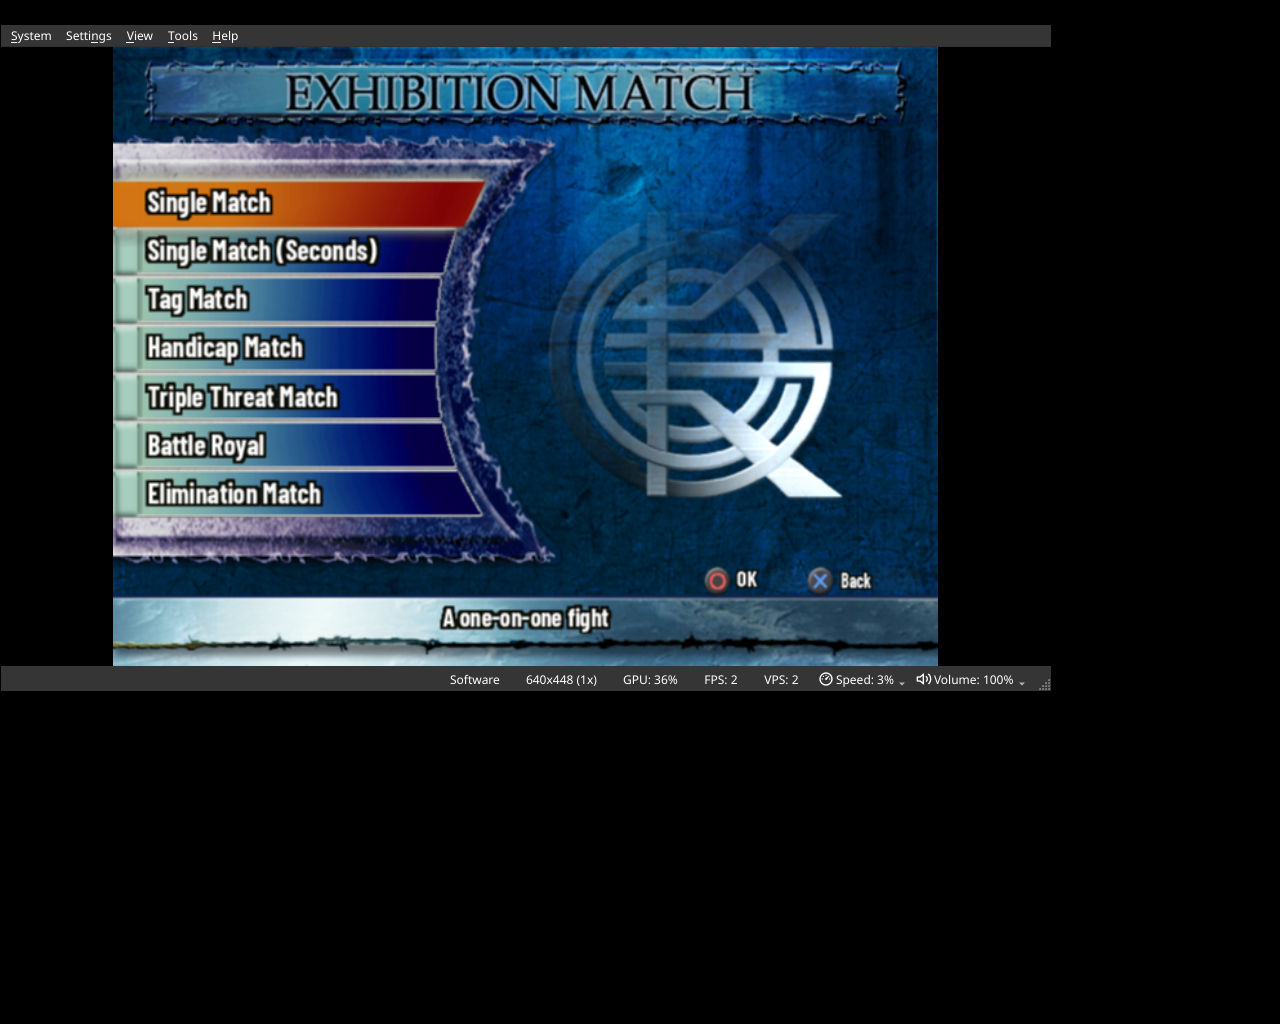 System Settings View Tools Help
EXHIBITION MATCH
Single Match
Single Match (Seconds)
Tag Match
Handicap Match
Triple Threat Match
Battle Royal
Elimination Match
OK Back
A one-on-one fight
Software 640x448 (1x) GPU: 36% FPS: 2 VPS: 2 Speed: 3% Volume: 100%